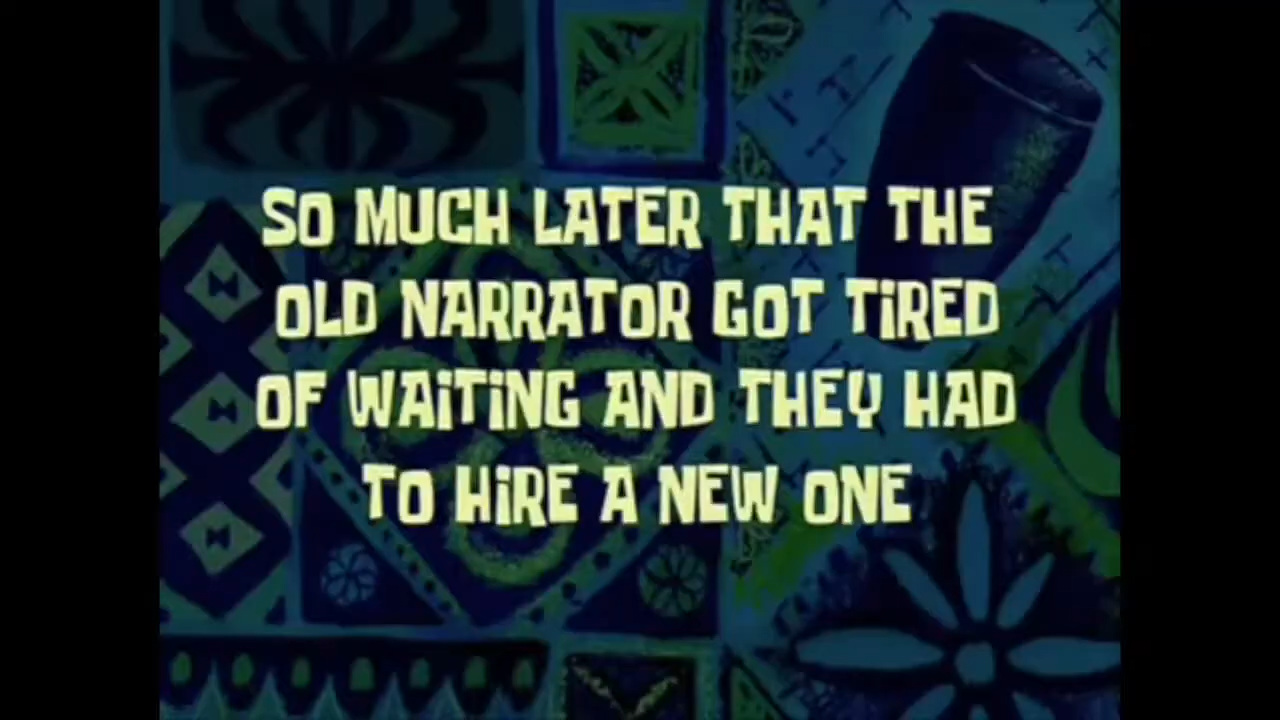 SO MUCH LATER THAT THE
OLD NARRATOR GOT TIRED
OF WAITING AND THEY HAD
TO HIRE A NEW ONE